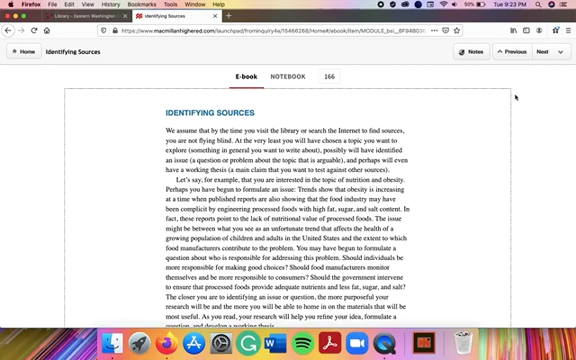 Firefox File Edit View History Bookmarks Tools Window Help 50% Tue 9:23 PM
Library - Eastern Washington
Identifying Sources
https://www.macmillanhighered.com/launchpad/frominquiry4e/15466268/Home#/ebook/item/MODULE_bsi_
Home
Identifying Sources
Notes
Previous
Next
E-book
NOTEBOOK
166
IDENTIFYING SOURCES
We assume that by the time you visit the library or search the Internet to find sources,
you are not flying blind. At the very least you will have chosen a topic you want to
explore (something in general you want to write about), possibly will have identified
an issue (a question or problem about the topic that is arguable), and perhaps will even
have a working thesis (a main claim that you want to test against other sources).
Let's say, for example, that you are interested in the topic of nutrition and obesity.
Perhaps you have begun to formulate an issue: Trends show that obesity is increasing
at a time when published reports are also showing that the food industry may have
been complicit by engineering processed foods with high fat, sugar, and salt content. In
fact, these reports point to the lack of nutritional value of processed foods. The issue
might be between what you see as an unfortunate trend that affects the health of a
growing population of children and adults in the United States and the extent to which
food manufacturers contribute to the problem. You may have begun to formulate a
question about who is responsible for addressing this problem. Should individuals be
more responsible for making good choices? Should food manufacturers monitor
themselves and be more responsible to consumers? Should the government intervene
to ensure that processed foods provide adequate nutrients and less fat, sugar, and salt?
The closer you are to identifying an issue or question, the more purposeful your
research will be and the more you will be able to home in on the materials that will be
most useful. As you read, your research will help you refine your idea, formulate a
question, and develop a working thesis.